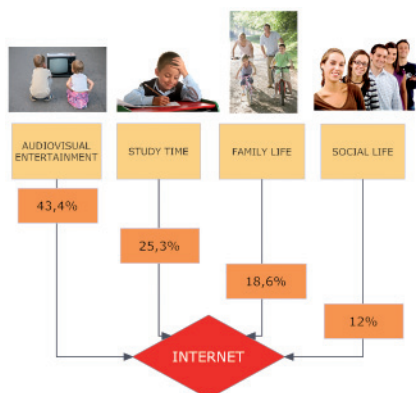 AUDIOVISUAL
ENTERTAINMENT
STUDY TIME
FAMILY LIFE
SOCIAL LIFE
43,4%
25,3%
18,6%
12%
INTERNET